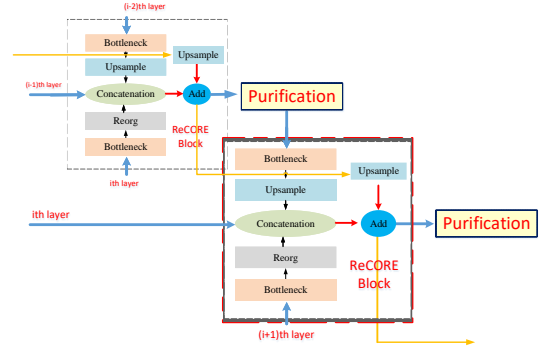 (i-2)th layer
Bottleneck
Upsample
Upsample
(i-1)th layer
Concatenation
Add
Purification
Reorg
ReCORE
Block
Bottleneck
ith layer
Bottleneck
Upsample
Upsample
ith layer
Concatenation
Add
Purification
Reorg
ReCORE
Block
Bottleneck
(i+1)th layer